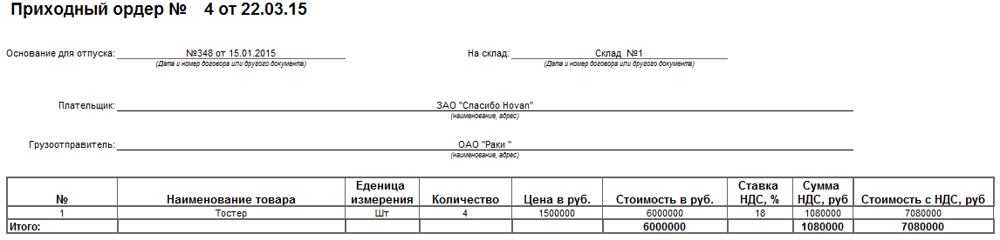 Приходный ордер № 4 от 22.03.15
Основание для отпуска: №348 от 15.01.2015 На склад: Склад №1
(Дата и номер договора или другого документа) (Дата и номер договора или другого документа)
Плательщик: ЗАО "Спасибо Hovan"
(наименование, адрес)
Грузоотправитель: ОАО "Раки "
(наименование, адрес)
№ Наименование товара Еденица измерения Количество Цена в руб. Стоимость в руб. Ставка НДС, % Сумма НДС, руб Стоимость с НДС, руб
1 Тостер Шт 4 1500000 6000000 18 1080000 7080000
Итого: 6000000 1080000 7080000